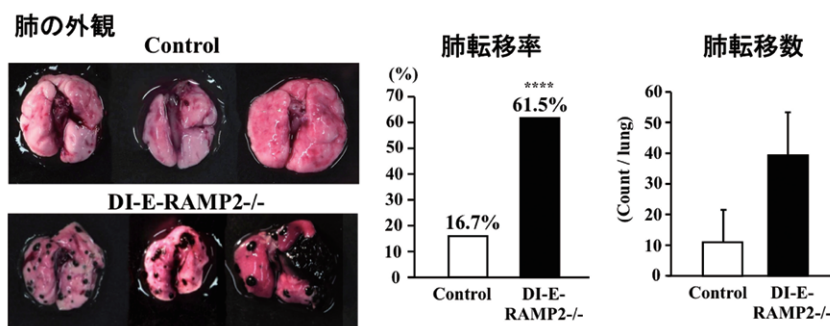 肺の外観
Control
DI-E-RAMP2-/-
肺転移率
(%)
70
60
50
40
30
20
10
0
****
61.5%
16.7%
Control
DI-E-
RAMP2-/-
肺転移数
(Count / lung)
60
50
40
30
20
10
0
Control
DI-E-
RAMP2-/-